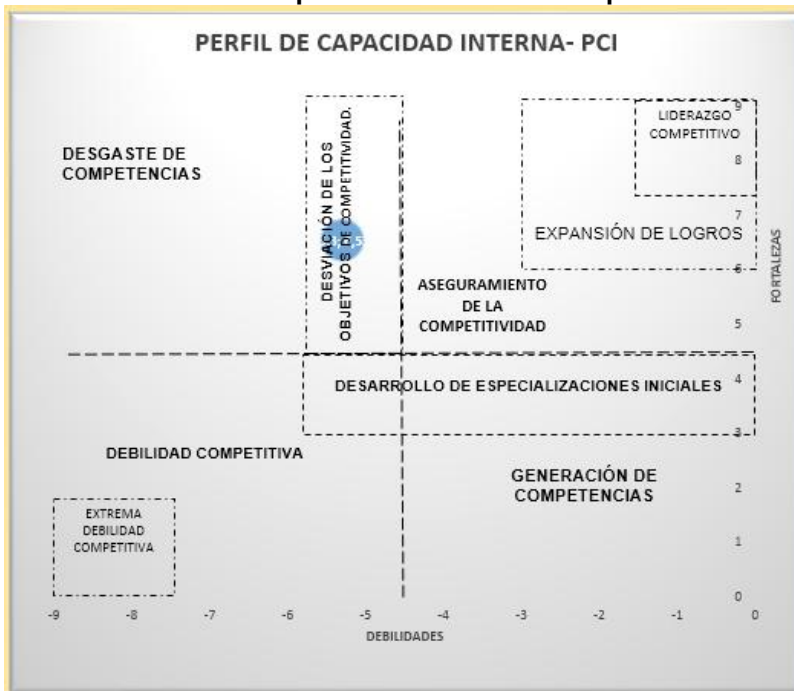 PERFIL DE CAPACIDAD INTERNA- PCI
DESGASTE DE
COMPETENCIAS
DESVIACIÓN DE LOS
OBJETIVOS DE COMPETITIVIDAD.
LIDERAZGO
COMPETITIVO
EXPANSIÓN DE LOGROS
ASEGURAMIENTO
DE LA
COMPETITIVIDAD
9
8
7
6
5
4
3
2
1
0
FORTALEZAS
DESARROLLO DE ESPECIALIZACIONES INICIALES
DEBILIDAD COMPETITIVA
GENERACIÓN DE
COMPETENCIAS
EXTREMA
DEBILIDAD
COMPETITIVA
-9 -8 -7 -6 -5 -4 -3 -2 -1 0
DEBILIDADES